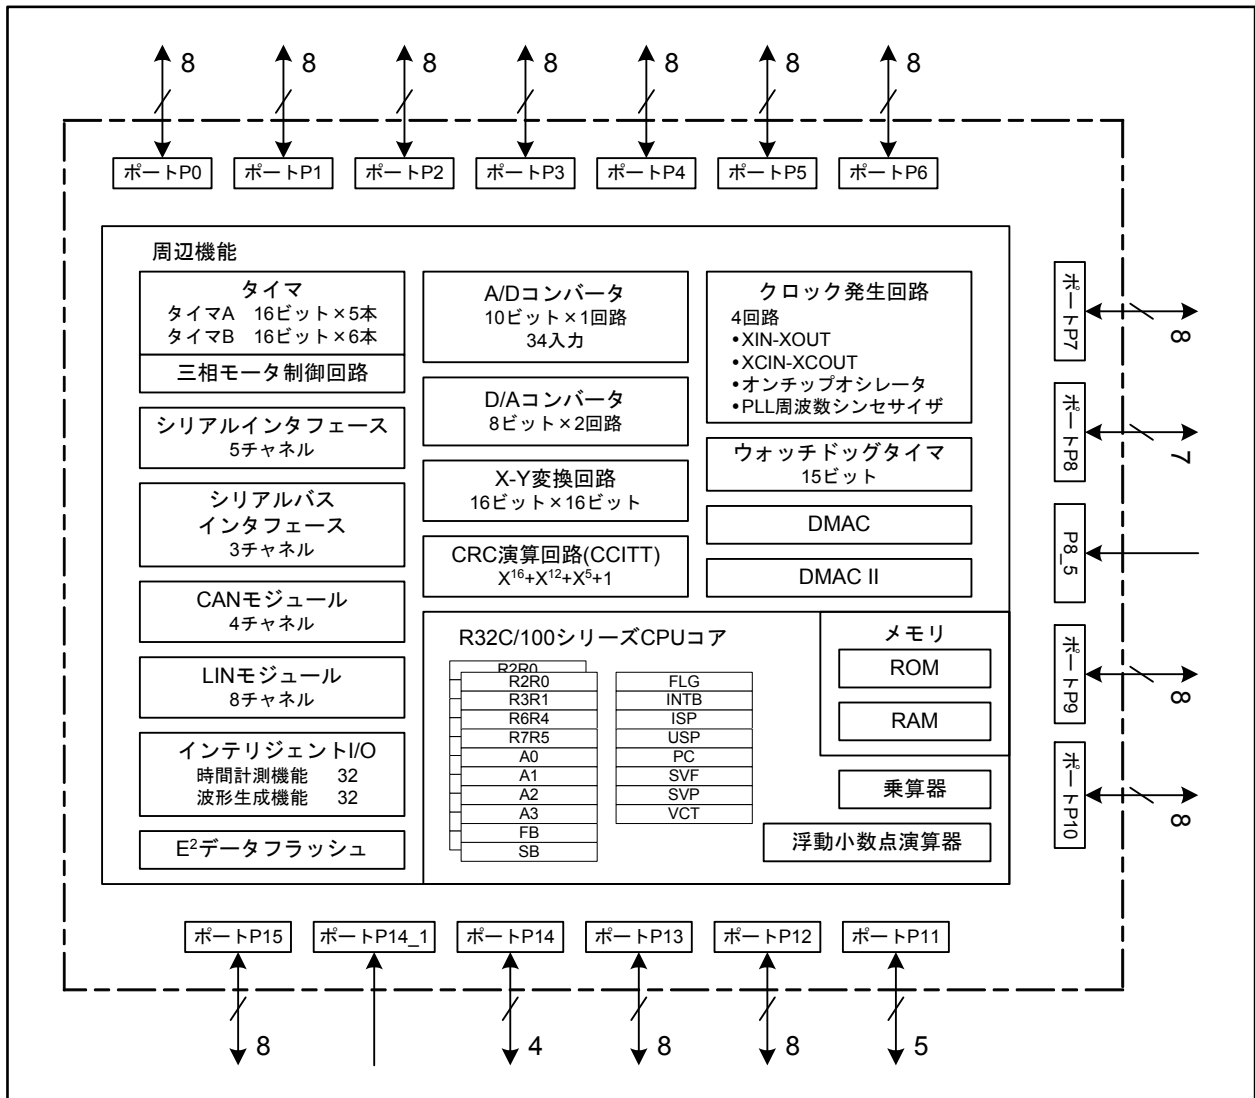 8
8
8
8
8
8
8
ポートP0
ポートP1
ポートP2
ポートP3
ポートP4
ポートP5
ポートP6
周辺機能
タイマ
タイマA 16ビット×5本
タイマB 16ビット×6本
三相モータ制御回路
シリアルインタフェース
5チャネル
シリアルバス
インタフェース
3チャネル
CANモジュール
4チャネル
LINモジュール
8チャネル
インテリジェントI/O
時間計測機能 32
波形生成機能 32
E²データフラッシュ
A/Dコンバータ
10ビット×1回路
34入力
D/Aコンバータ
8ビット×2回路
X-Y変換回路
16ビット×16ビット
CRC演算回路(CCITT)
X¹⁶+X¹²+X⁵+1
クロック発生回路
4回路
•XIN-XOUT
•XCIN-XCOUT
•オンチップオシレータ
•PLL周波数シンセサイザ
ウォッチドッグタイマ
15ビット
DMAC
DMAC II
R32C/100シリーズCPUコア
R2R0
R2R0
R3R1
R6R4
R7R5
A0
A1
A2
A3
FB
SB
FLG
INTB
ISP
USP
PC
SVF
SVP
VCT
メモリ
ROM
RAM
乗算器
浮動小数点演算器
ポートP7
8
ポートP8
7
P8_5
ポートP9
8
ポートP10
8
ポートP15
ポートP14_1
ポートP14
ポートP13
ポートP12
ポートP11
8
4
8
8
5